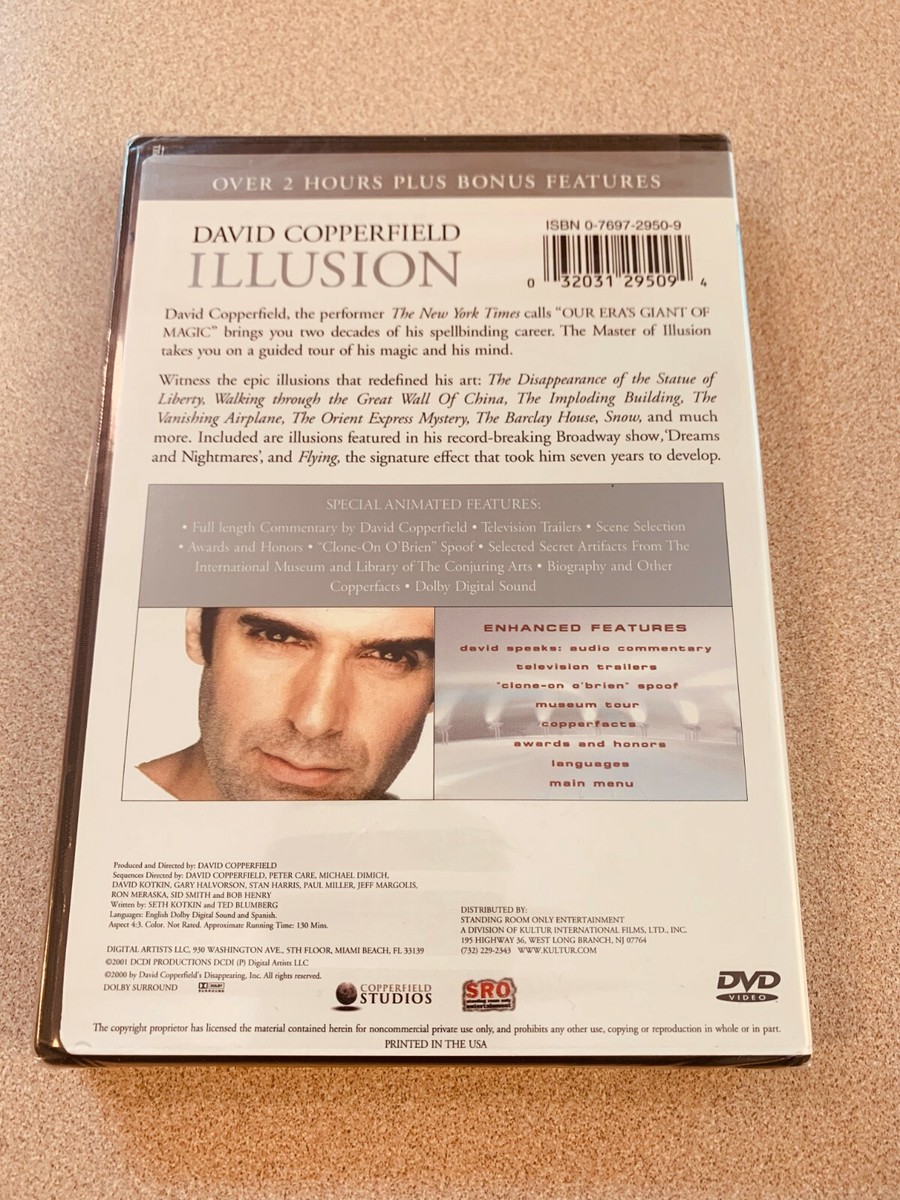 OVER 2 HOURS PLUS BONUS FEATURES
DAVID COPPERFIELD
ILLUSION
ISBN 0-7697-2950-9
0 32031 29509 4
David Copperfield, the performer The New York Times calls “OUR ERA'S GIANT OF
MAGIC” brings you two decades of his spellbinding career. The Master of Illusion
takes you on a guided tour of his magic and his mind.
Witness the epic illusions that redefined his art: The Disappearance of the Statue of
Liberty, Walking through the Great Wall Of China, The Imploding Building, The
Vanishing Airplane, The Orient Express Mystery, The Barclay House, Snow, and much
more. Included are illusions featured in his record-breaking Broadway show, ‘Dreams
and Nightmares’, and Flying, the signature effect that took him seven years to develop.
SPECIAL ANIMATED FEATURES:
• Full length Commentary by David Copperfield • Television Trailers • Scene Selection
• Awards and Honors • “Clone-On O'Brien” Spoof • Selected Secret Artifacts From The
International Museum and Library of The Conjuring Arts • Biography and Other
Copperfacts • Dolby Digital Sound
ENHANCED FEATURES
david speaks: audio commentary
television trailers
"clone-on o'brien" spoof
museum tour
copperfacts
awards and honors
languages
main menu
Produced and Directed by: DAVID COPPERFIELD
Sequences Directed by: DAVID COPPERFIELD, PETER CARE, MICHAEL DIMICH,
DAVID KOTKIN, GARY HALVORSON, STAN HARRIS, PAUL MILLER, JEFF MARGOLIS,
RON MERASKA, SID SMITH and BOB HENRY
Written by: SETH KOTKIN and TED BLUMBERG
Languages: English Dolby Digital Sound and Spanish.
Aspect 4:3. Color. Not Rated. Approximate Running Time: 130 Mins.
DIGITAL ARTISTS LLC, 930 WASHINGTON AVE., 5TH FLOOR, MIAMI BEACH, FL 33139
©2001 DCDI PRODUCTIONS DCDI (P) Digital Artists LLC
©2000 by David Copperfield's Disappearing, Inc. All rights reserved.
DOLBY SURROUND
DISTRIBUTED BY:
STANDING ROOM ONLY ENTERTAINMENT
A DIVISION OF KULTUR INTERNATIONAL FILMS, LTD., INC.
195 HIGHWAY 36, WEST LONG BRANCH, NJ 07764
(732) 229-2343 WWW.KULTUR.COM
COPPERFIELD
STUDIOS
SRO
DVD
VIDEO
The copyright proprietor has licensed the material contained herein for noncommercial private use only, and prohibits any other use, copying or reproduction in whole or in part.
PRINTED IN THE USA